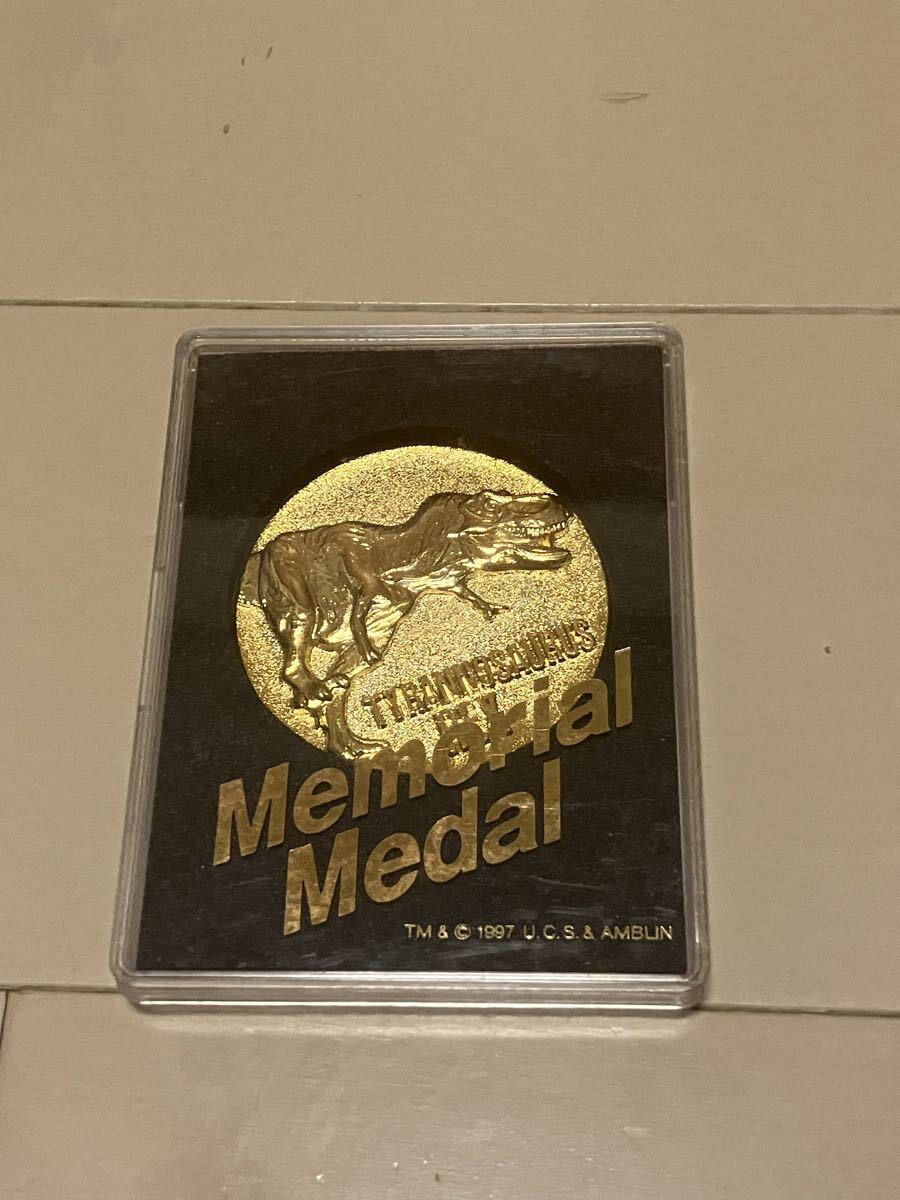 TYRANNOSAURUS
REX
Memorial
Medal
TM & © 1997 U.C.S. & AMBLIN